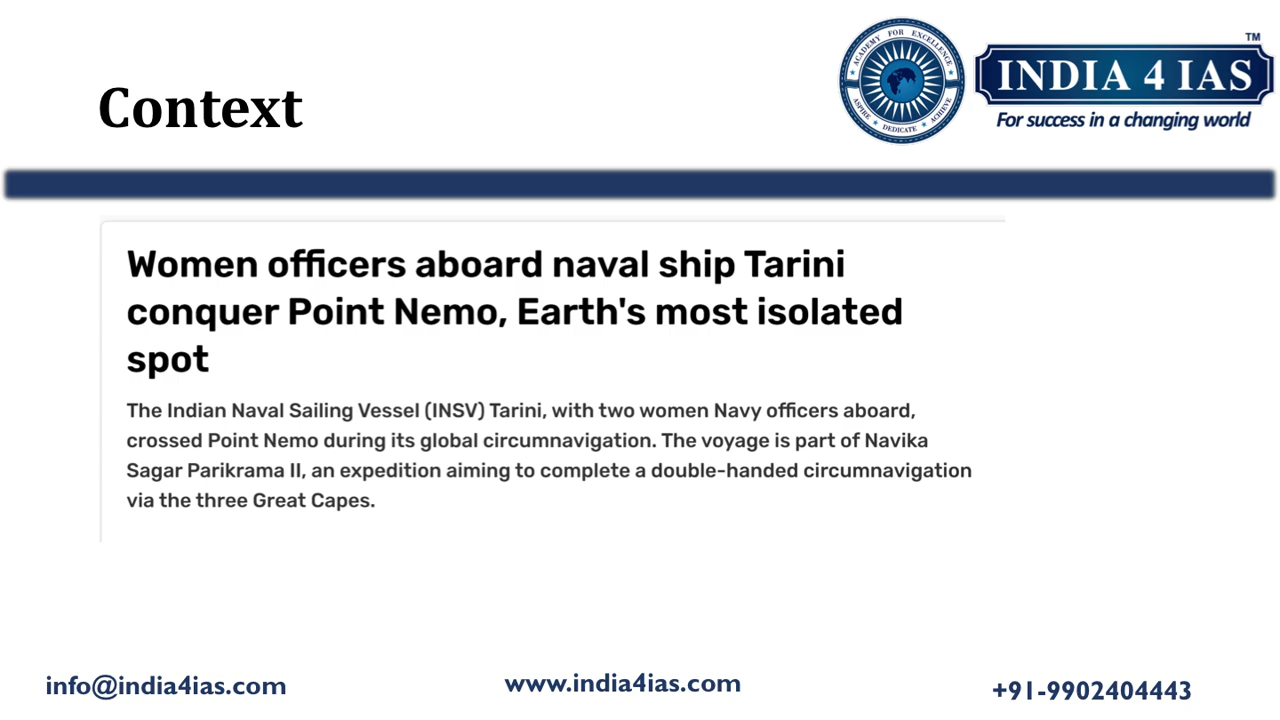 Context
ACADEMY FOR EXCELLENCE
ASPIRE ★ DEDICATE ★ ACHIEVE
INDIA 4 IAS
TM
For success in a changing world
Women officers aboard naval ship Tarini
conquer Point Nemo, Earth's most isolated
spot
The Indian Naval Sailing Vessel (INSV) Tarini, with two women Navy officers aboard,
crossed Point Nemo during its global circumnavigation. The voyage is part of Navika
Sagar Parikrama II, an expedition aiming to complete a double-handed circumnavigation
via the three Great Capes.
info@india4ias.com
www.india4ias.com
+91-9902404443